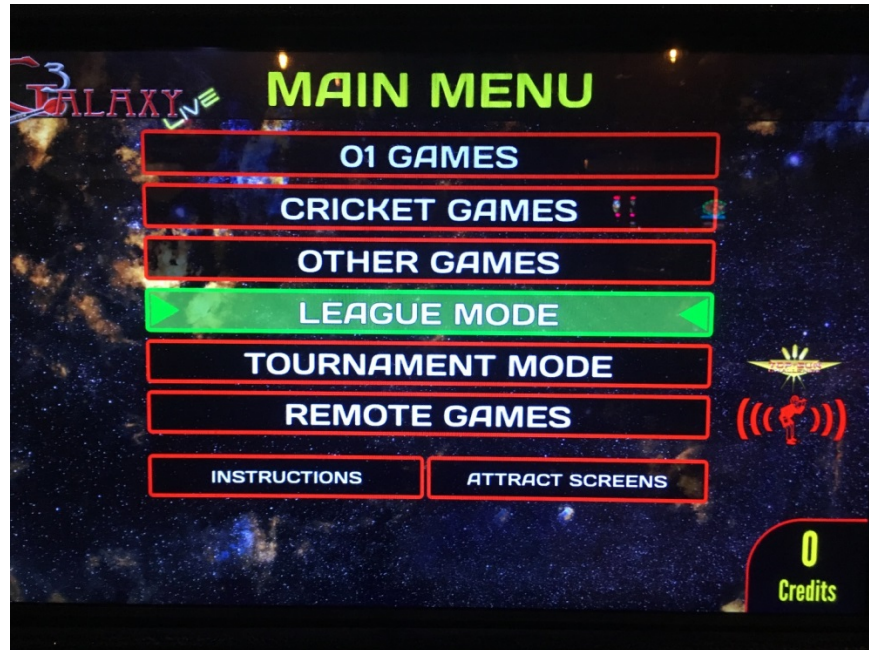 G3
GALAXY
LIVE
MAIN MENU
01 GAMES
CRICKET GAMES
OTHER GAMES
LEAGUE MODE
TOURNAMENT MODE
REMOTE GAMES
INSTRUCTIONS
ATTRACT SCREENS
0
Credits